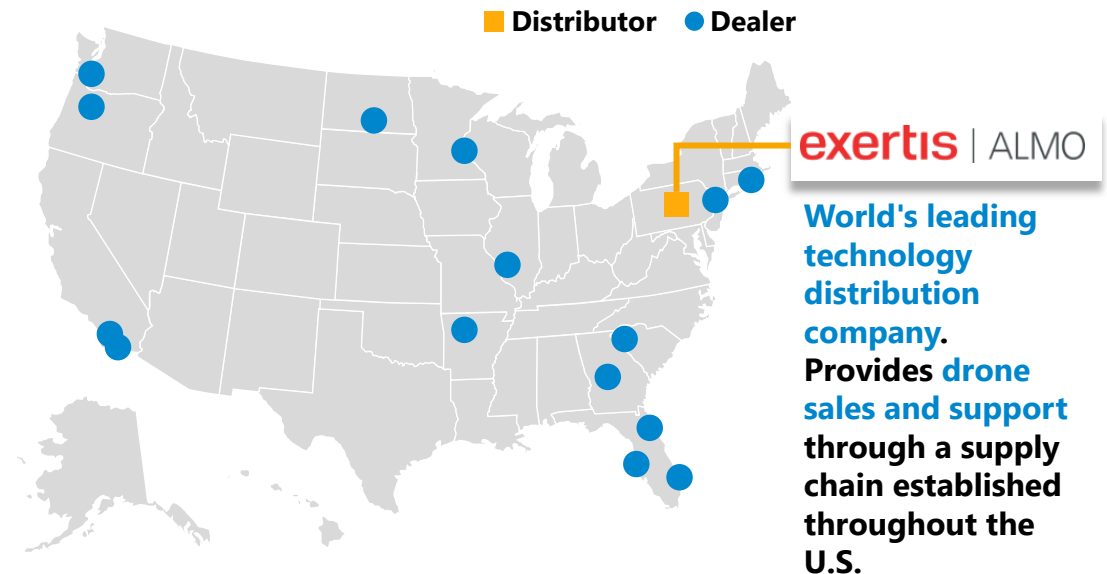 Distributor Dealer
exertis | ALMO
World's leading
technology
distribution
company.
Provides drone
sales and support
through a supply
chain established
throughout the
U.S.